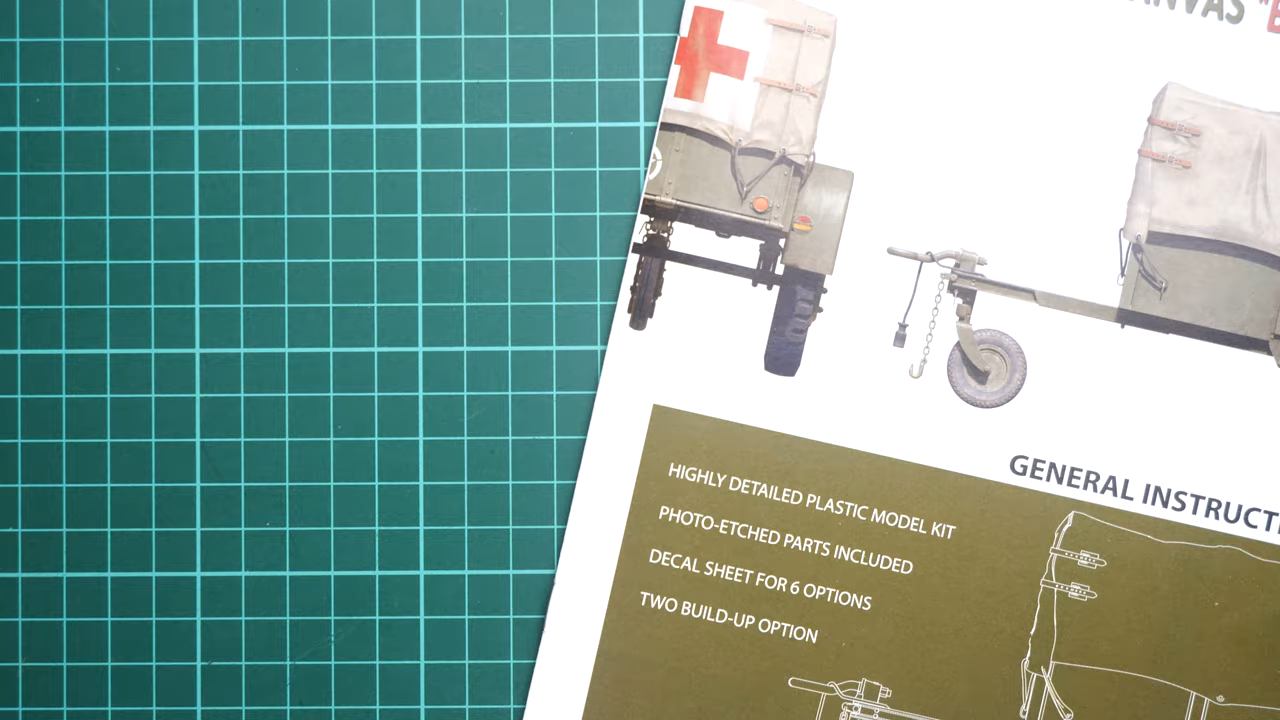 GENERAL INSTRUCT
HIGHLY DETAILED PLASTIC MODEL KIT
PHOTO-ETCHED PARTS INCLUDED
DECAL SHEET FOR 6 OPTIONS
TWO BUILD-UP OPTION